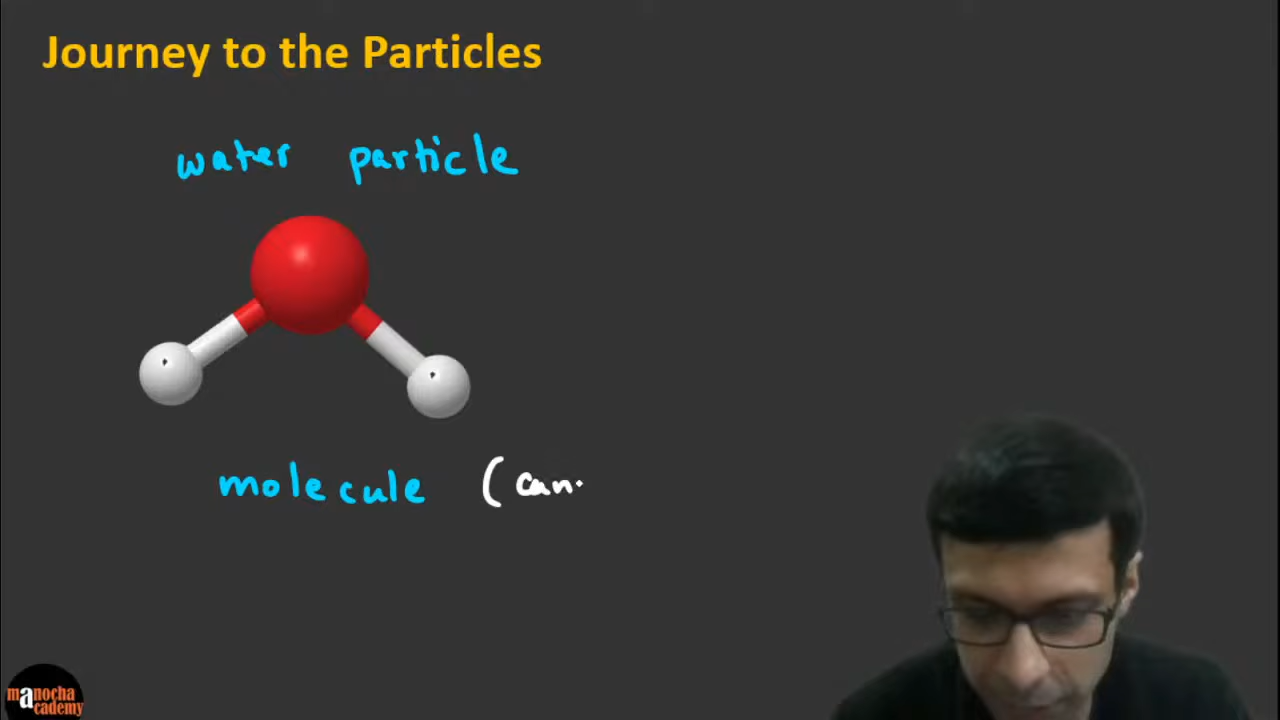 Journey to the Particles
water particle
molecule (can
manocha
academy